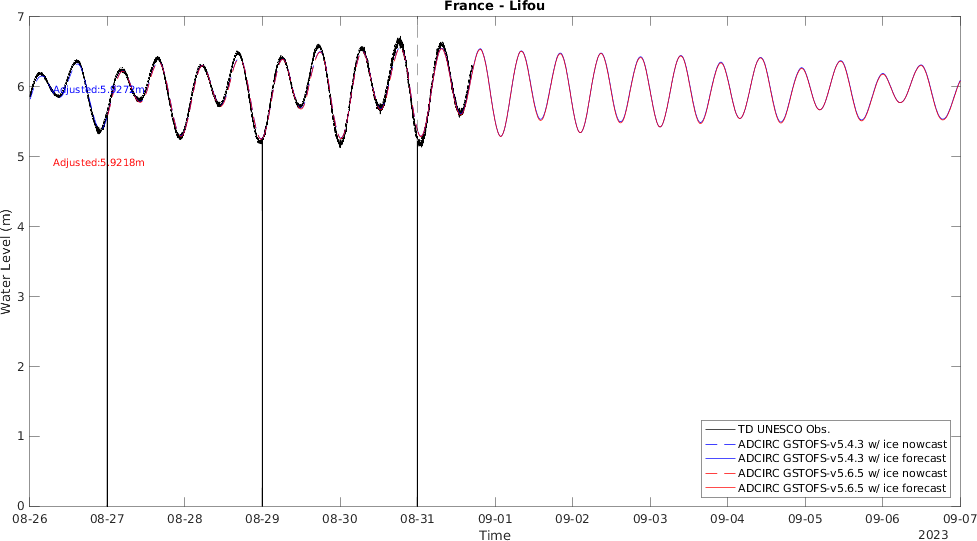 France - Lifou
7
6
5
4
3
2
1
0
Water Level (m)
Adjusted:5.9272m
Adjusted:5.9218m
TD UNESCO Obs.
ADCIRC GSTOFS-v5.4.3 w/ ice nowcast
ADCIRC GSTOFS-v5.4.3 w/ ice forecast
ADCIRC GSTOFS-v5.6.5 w/ ice nowcast
ADCIRC GSTOFS-v5.6.5 w/ ice forecast
08-26 08-27 08-28 08-29 08-30 08-31 09-01 09-02 09-03 09-04 09-05 09-06 09-07
Time
2023